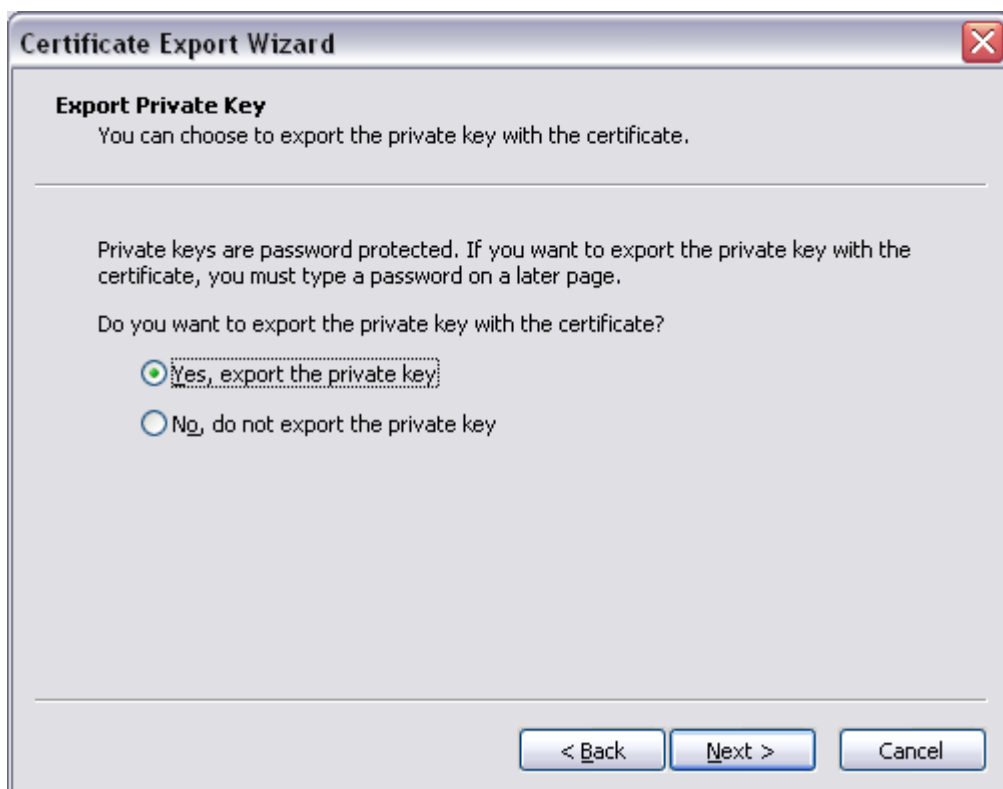 Certificate Export Wizard
Export Private Key
You can choose to export the private key with the certificate.
Private keys are password protected. If you want to export the private key with the
certificate, you must type a password on a later page.
Do you want to export the private key with the certificate?
Yes, export the private key
No, do not export the private key
< Back
Next >
Cancel